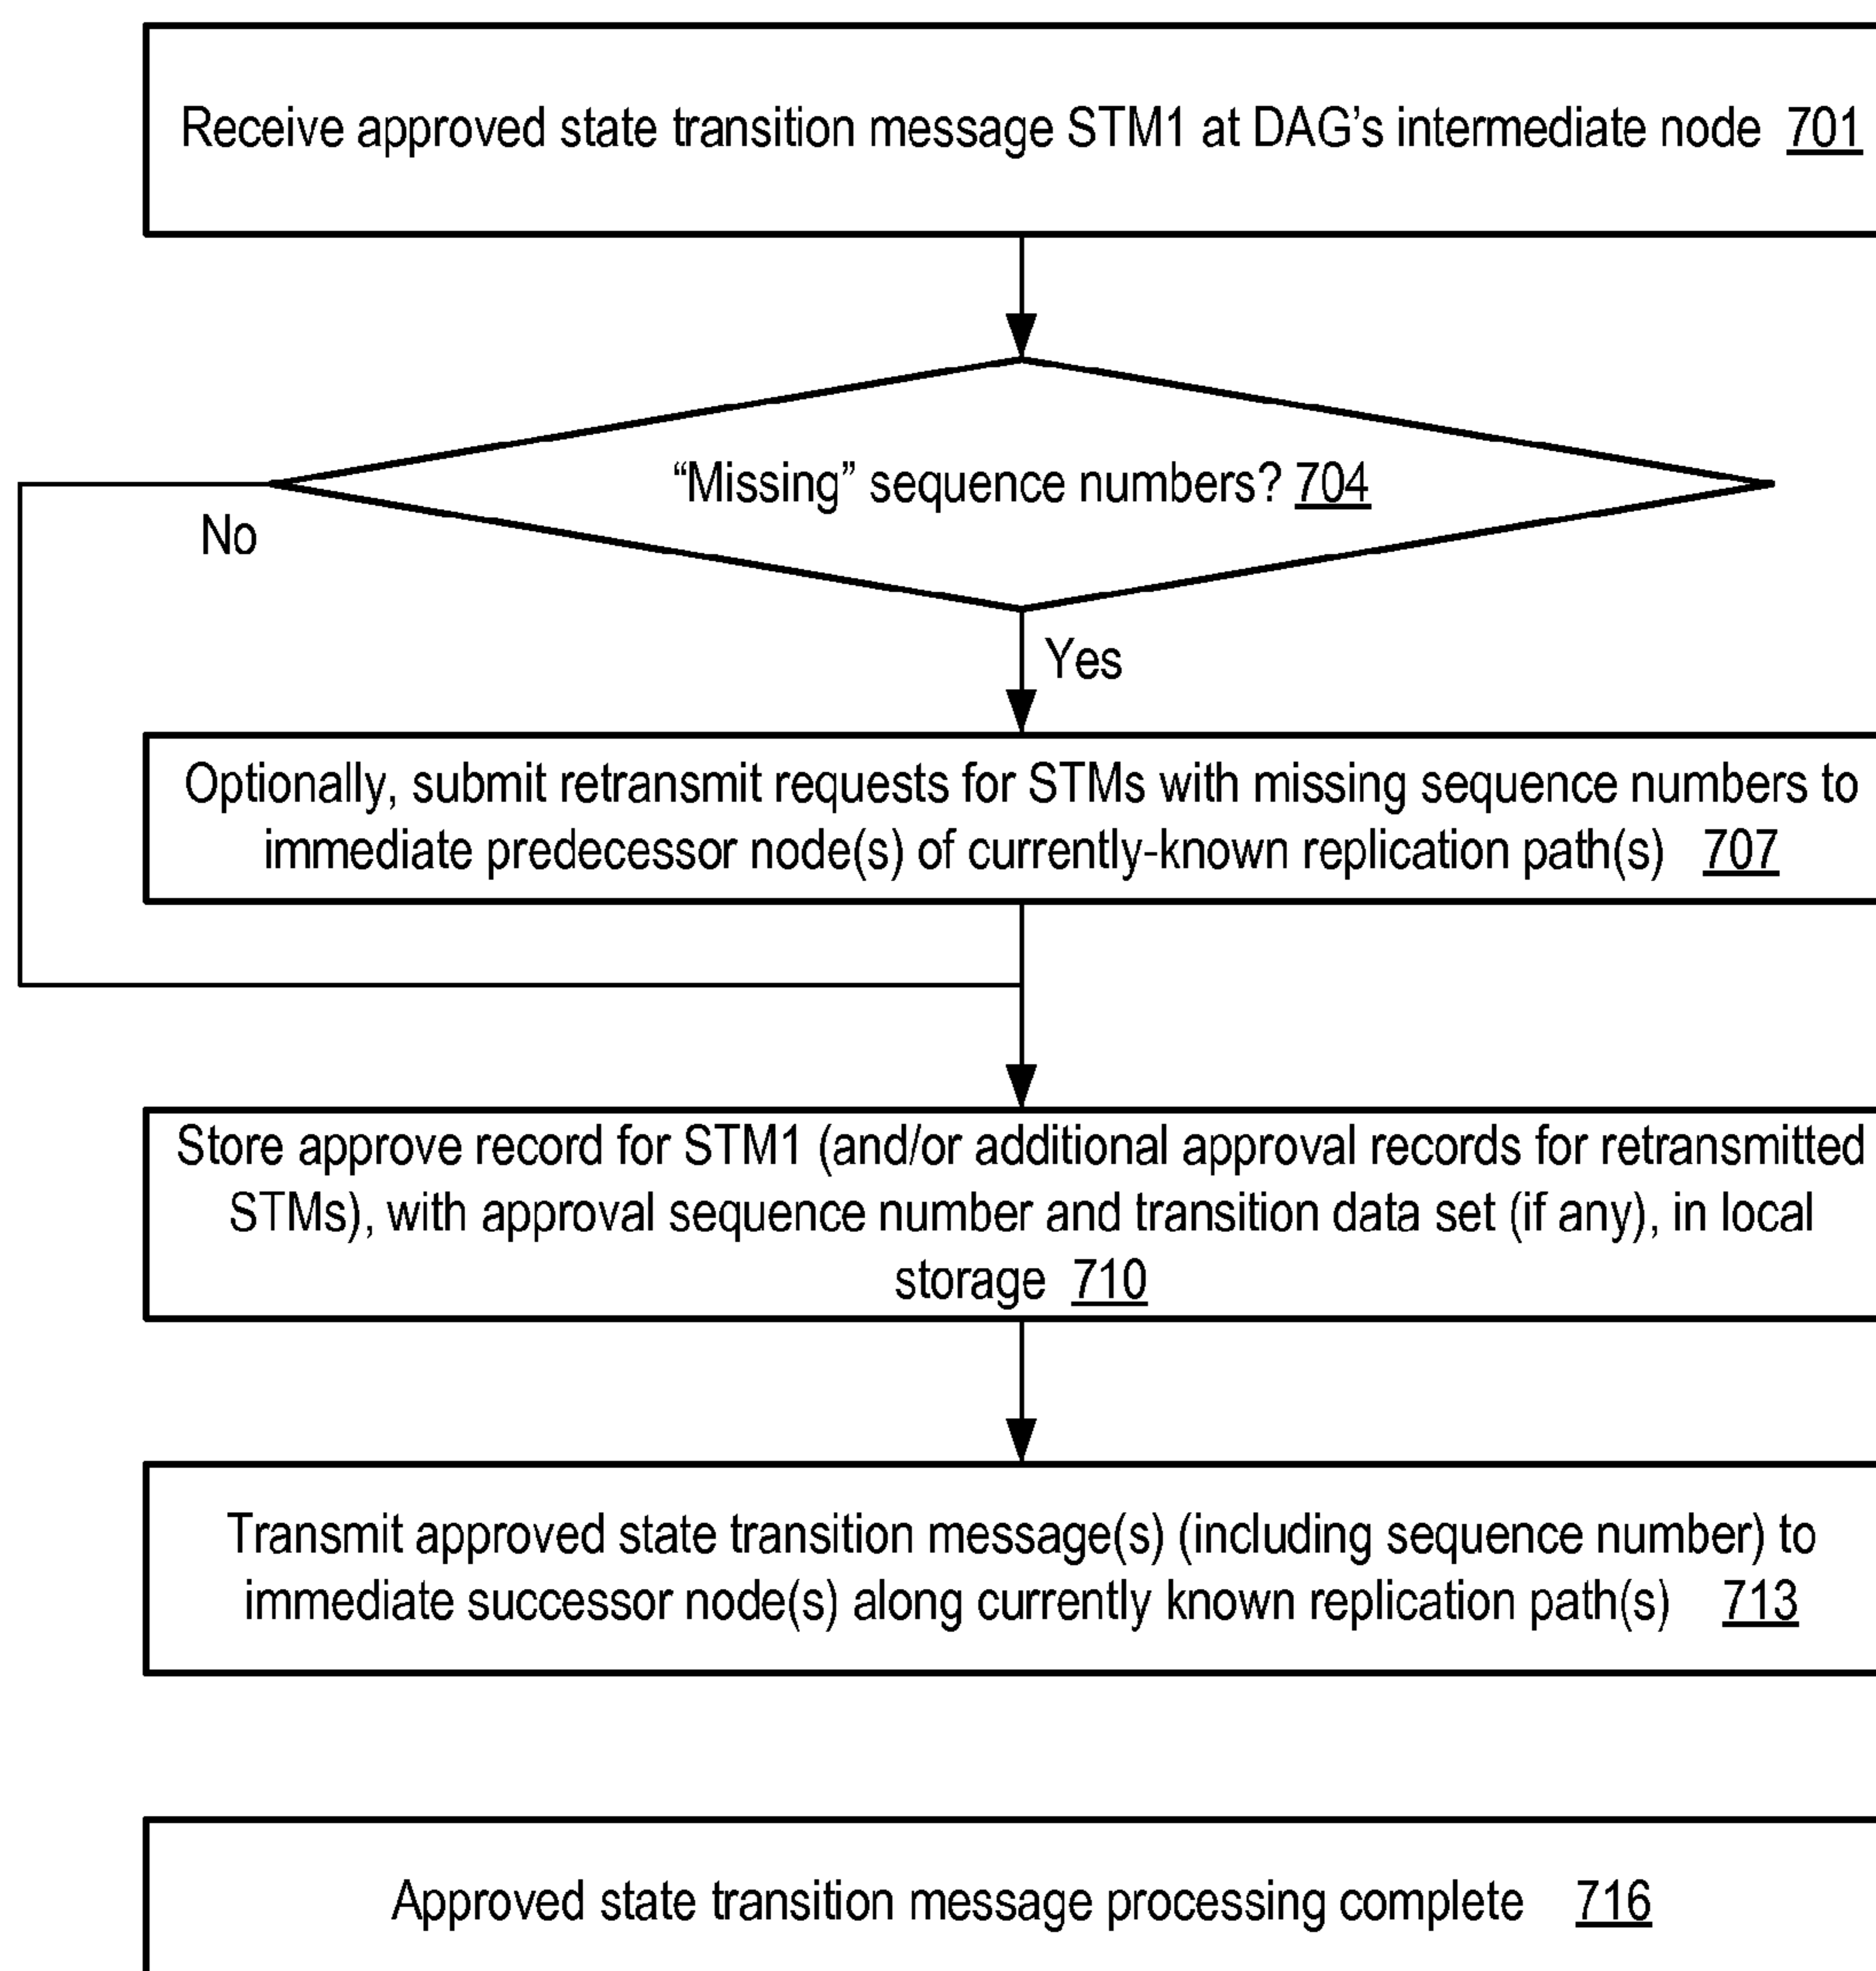 Receive approved state transition message STM1 at DAG’s intermediate node 701
“Missing” sequence numbers? 704
No
Yes
Optionally, submit retransmit requests for STMs with missing sequence numbers to
immediate predecessor node(s) of currently-known replication path(s) 707
Store approve record for STM1 (and/or additional approval records for retransmitted
STMs), with approval sequence number and transition data set (if any), in local
storage 710
Transmit approved state transition message(s) (including sequence number) to
immediate successor node(s) along currently known replication path(s) 713
Approved state transition message processing complete 716